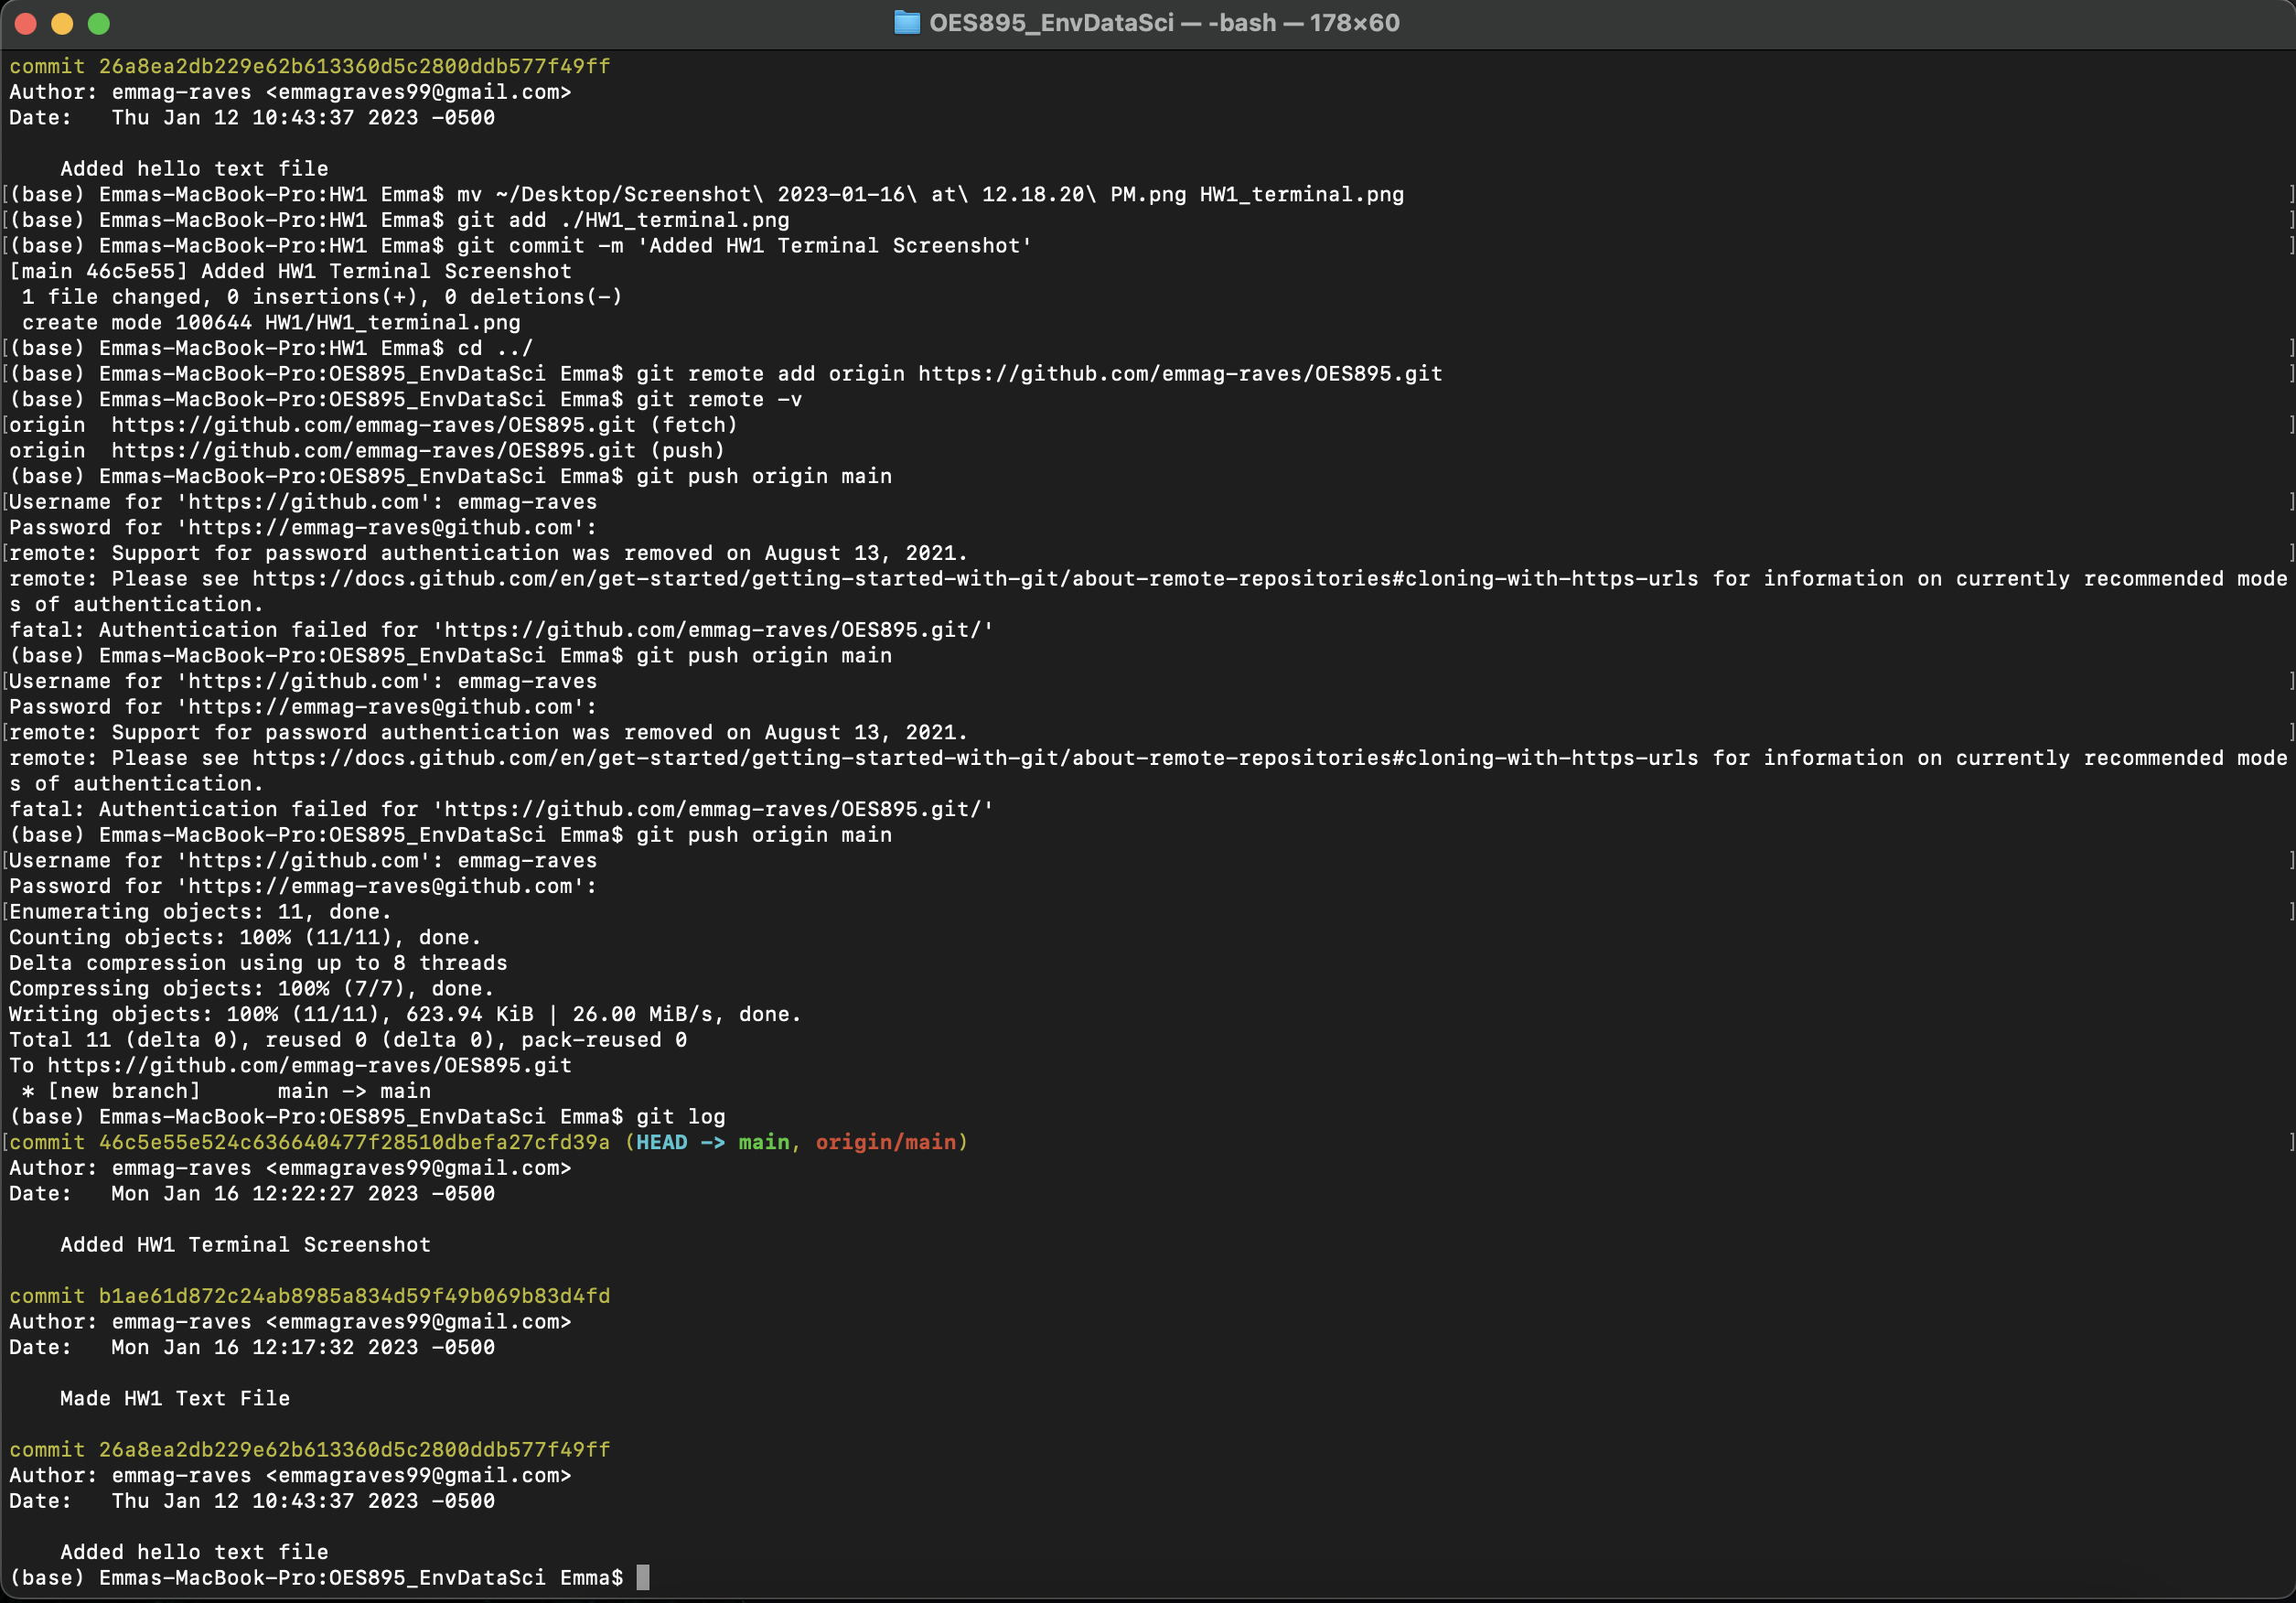 OES895_EnvDataSci — -bash — 178×60
commit 26a8ea2db229e62b613360d5c2800ddb577f49ff
Author: emmag-raves <emmagraves99@gmail.com>
Date:   Thu Jan 12 10:43:37 2023 -0500
    Added hello text file
[(base) Emmas-MacBook-Pro:HW1 Emma$ mv ~/Desktop/Screenshot\ 2023-01-16\ at\ 12.18.20\ PM.png HW1_terminal.png ]
[(base) Emmas-MacBook-Pro:HW1 Emma$ git add ./HW1_terminal.png ]
[(base) Emmas-MacBook-Pro:HW1 Emma$ git commit -m 'Added HW1 Terminal Screenshot' ]
[main 46c5e55] Added HW1 Terminal Screenshot
 1 file changed, 0 insertions(+), 0 deletions(-)
 create mode 100644 HW1/HW1_terminal.png
[(base) Emmas-MacBook-Pro:HW1 Emma$ cd ../ ]
[(base) Emmas-MacBook-Pro:OES895_EnvDataSci Emma$ git remote add origin https://github.com/emmag-raves/OES895.git ]
(base) Emmas-MacBook-Pro:OES895_EnvDataSci Emma$ git remote -v
[origin  https://github.com/emmag-raves/OES895.git (fetch) ]
origin  https://github.com/emmag-raves/OES895.git (push)
(base) Emmas-MacBook-Pro:OES895_EnvDataSci Emma$ git push origin main
[Username for 'https://github.com': emmag-raves ]
Password for 'https://emmag-raves@github.com':
[remote: Support for password authentication was removed on August 13, 2021. ]
remote: Please see https://docs.github.com/en/get-started/getting-started-with-git/about-remote-repositories#cloning-with-https-urls for information on currently recommended mode
s of authentication.
fatal: Authentication failed for 'https://github.com/emmag-raves/OES895.git/'
(base) Emmas-MacBook-Pro:OES895_EnvDataSci Emma$ git push origin main
[Username for 'https://github.com': emmag-raves ]
Password for 'https://emmag-raves@github.com':
[remote: Support for password authentication was removed on August 13, 2021. ]
remote: Please see https://docs.github.com/en/get-started/getting-started-with-git/about-remote-repositories#cloning-with-https-urls for information on currently recommended mode
s of authentication.
fatal: Authentication failed for 'https://github.com/emmag-raves/OES895.git/'
(base) Emmas-MacBook-Pro:OES895_EnvDataSci Emma$ git push origin main
[Username for 'https://github.com': emmag-raves ]
Password for 'https://emmag-raves@github.com':
[Enumerating objects: 11, done. ]
Counting objects: 100% (11/11), done.
Delta compression using up to 8 threads
Compressing objects: 100% (7/7), done.
Writing objects: 100% (11/11), 623.94 KiB | 26.00 MiB/s, done.
Total 11 (delta 0), reused 0 (delta 0), pack-reused 0
To https://github.com/emmag-raves/OES895.git
 * [new branch]      main -> main
(base) Emmas-MacBook-Pro:OES895_EnvDataSci Emma$ git log
[commit 46c5e55e524c636640477f28510dbefa27cfd39a (HEAD -> main, origin/main) ]
Author: emmag-raves <emmagraves99@gmail.com>
Date:   Mon Jan 16 12:22:27 2023 -0500
    Added HW1 Terminal Screenshot
commit b1ae61d872c24ab8985a834d59f49b069b83d4fd
Author: emmag-raves <emmagraves99@gmail.com>
Date:   Mon Jan 16 12:17:32 2023 -0500
    Made HW1 Text File
commit 26a8ea2db229e62b613360d5c2800ddb577f49ff
Author: emmag-raves <emmagraves99@gmail.com>
Date:   Thu Jan 12 10:43:37 2023 -0500
    Added hello text file
(base) Emmas-MacBook-Pro:OES895_EnvDataSci Emma$